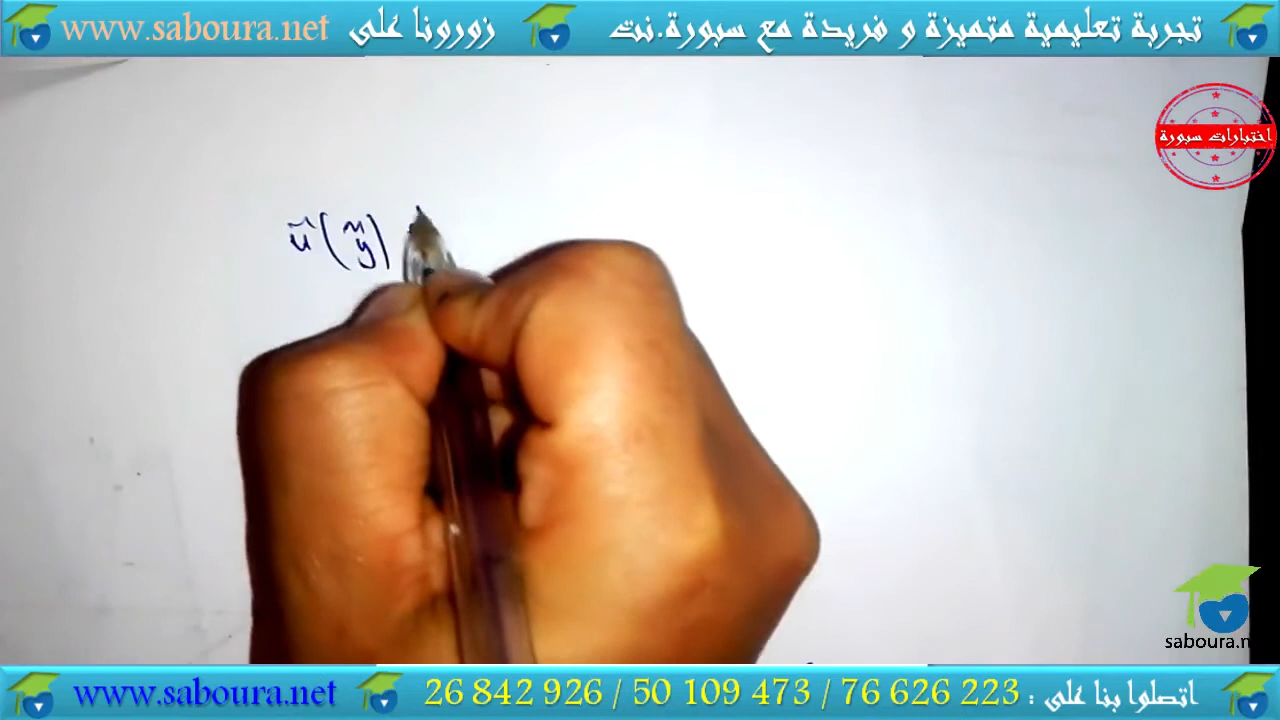 تجربة تعليمية متميزة و فريدة مع سبورة.نت زورونا على www.saboura.net
اختبارات سبورة
u⃗ (x
y)
saboura.n
اتصلوا بنا على : 26 842 926 / 50 109 473 / 76 626 223 www.saboura.net